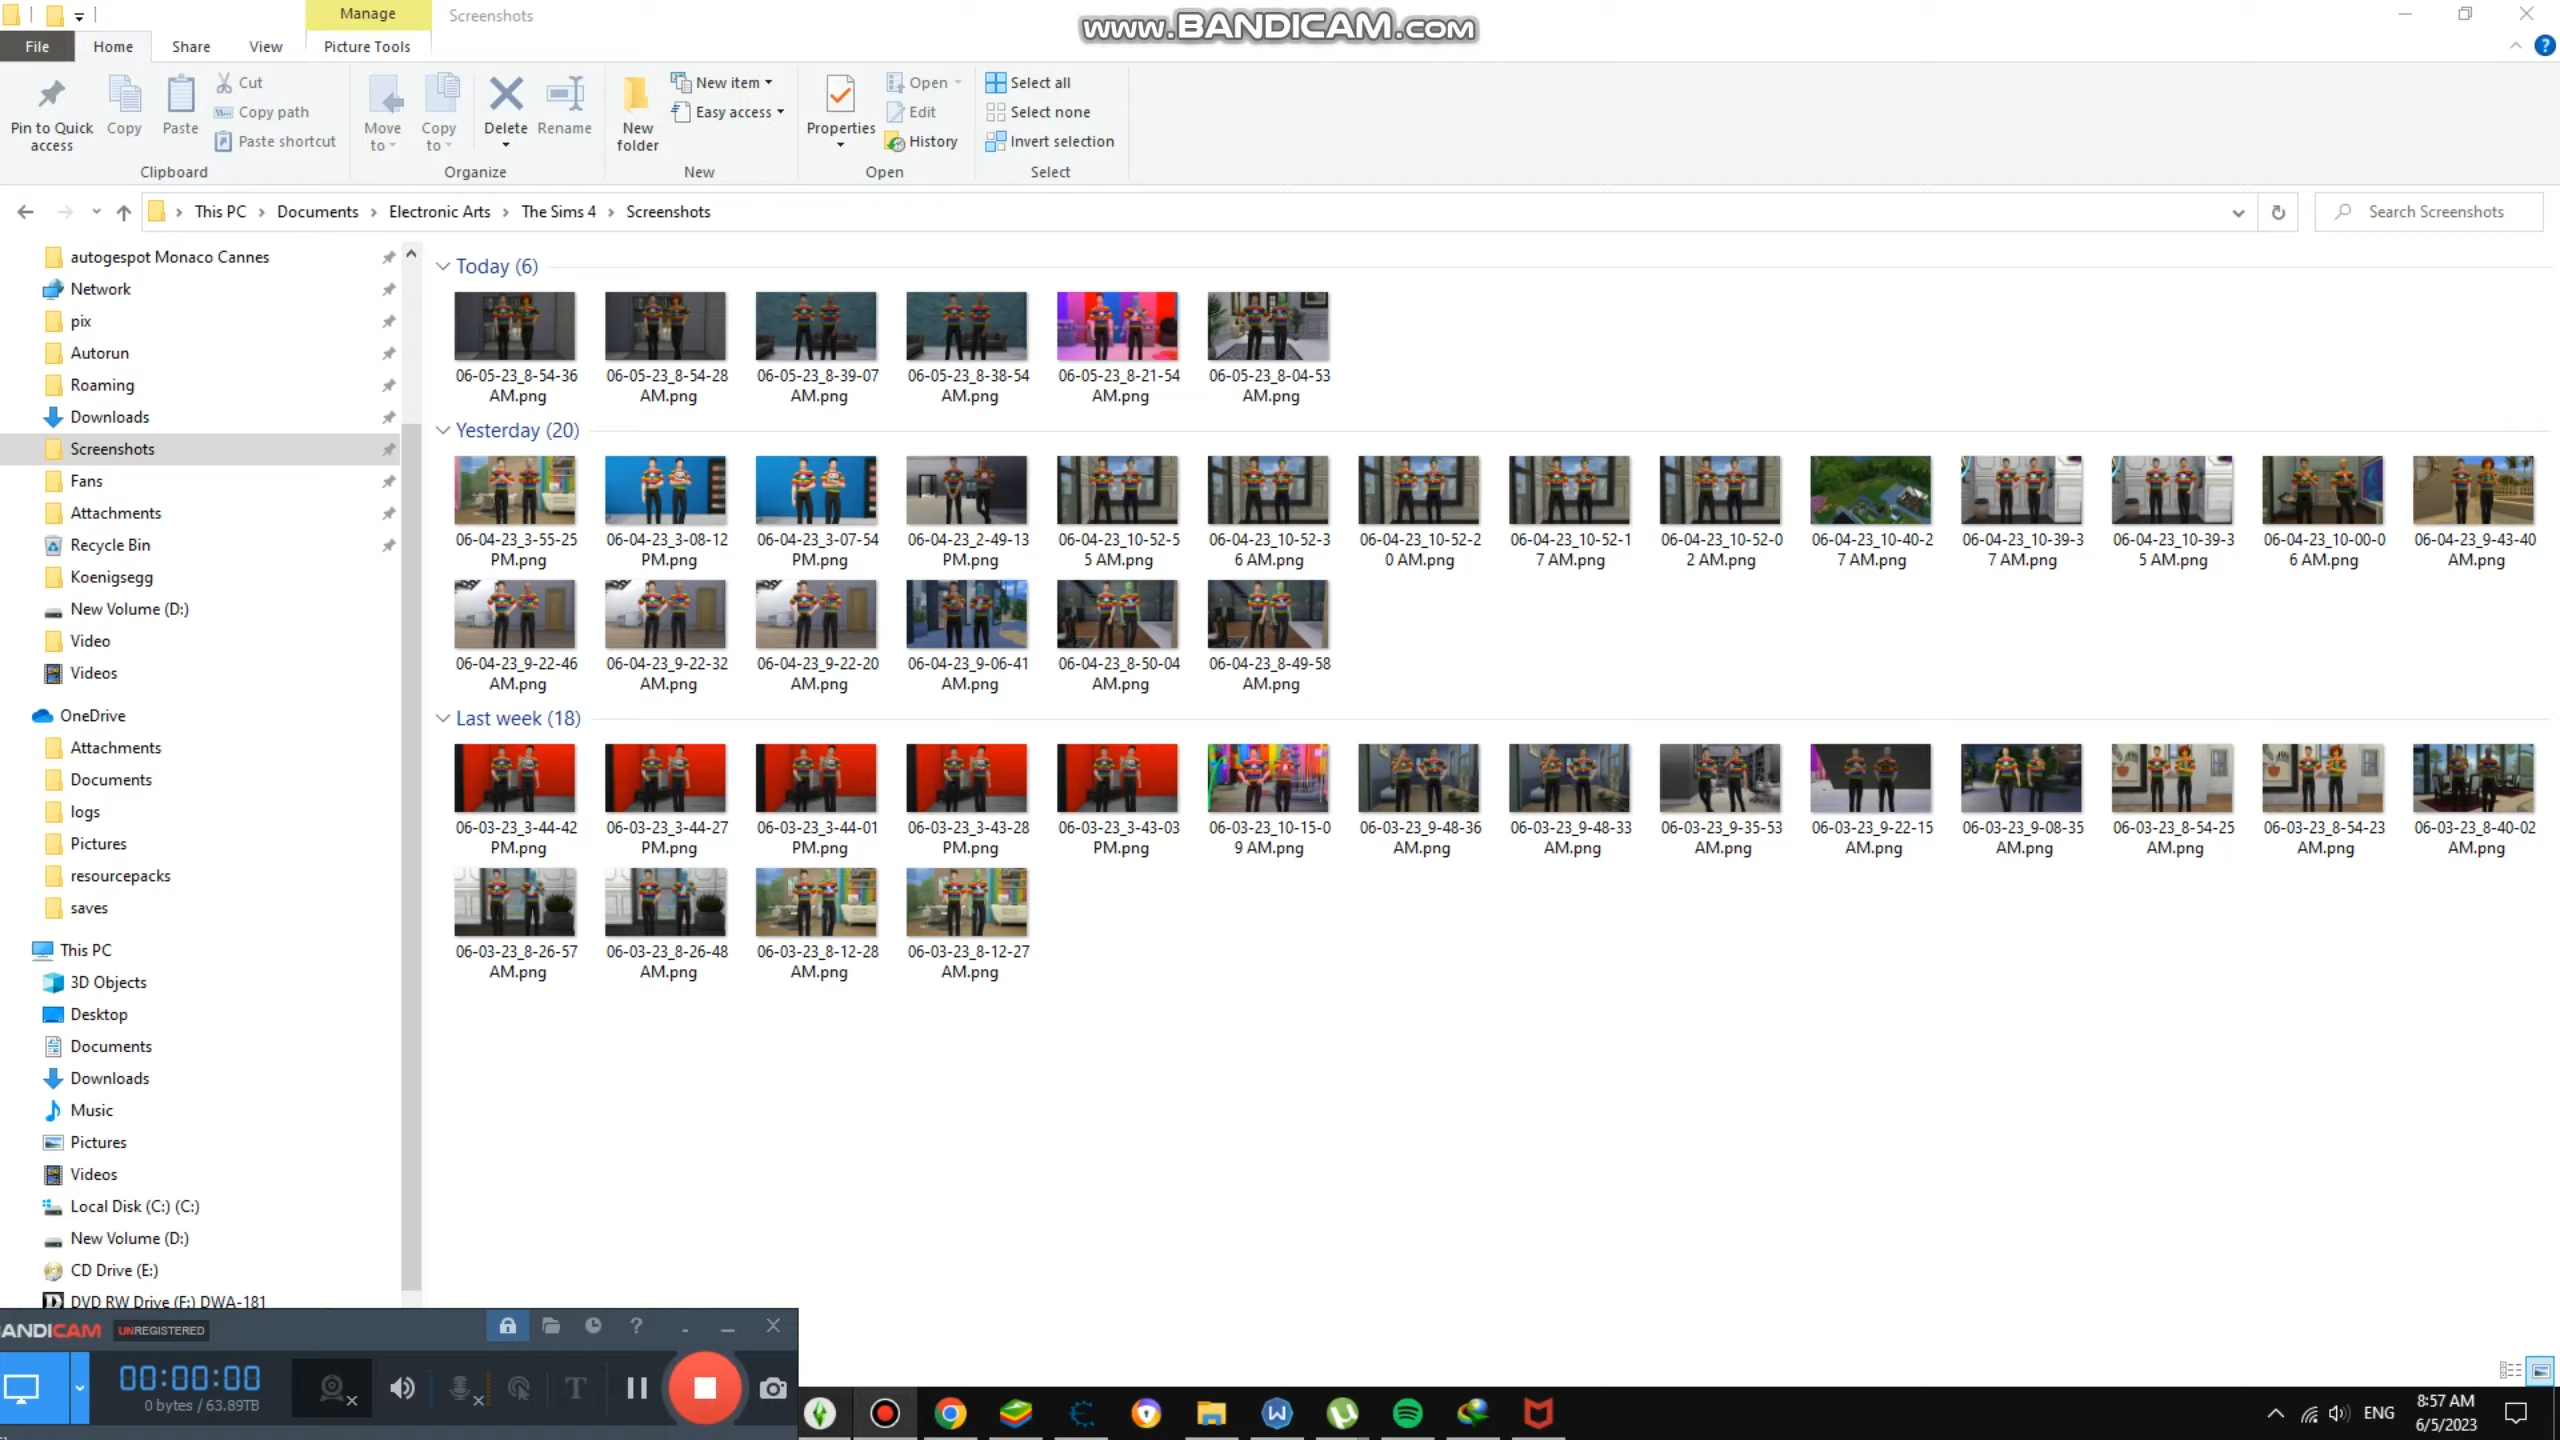 Manage
Screenshots
www.BANDICAM.com
File
Home
Share
View
Picture Tools
Pin to Quick access
Copy
Paste
Cut
Copy path
Paste shortcut
Clipboard
Move to
Copy to
Delete
Rename
Organize
New folder
New item
Easy access
New
Properties
Open
Edit
History
Open
Select all
Select none
Invert selection
Select
This PC
Documents
Electronic Arts
The Sims 4
Screenshots
Search Screenshots
autogespot Monaco Cannes
Network
pix
Autorun
Roaming
Downloads
Screenshots
Fans
Attachments
Recycle Bin
Koenigsegg
New Volume (D:)
Video
Videos
OneDrive
Attachments
Documents
logs
Pictures
resourcepacks
saves
This PC
3D Objects
Desktop
Documents
Downloads
Music
Pictures
Videos
Local Disk (C:) (C:)
New Volume (D:)
CD Drive (E:)
DVD RW Drive (F:) DWA-181
Today (6)
06-05-23_8-54-36 AM.png
06-05-23_8-54-28 AM.png
06-05-23_8-39-07 AM.png
06-05-23_8-38-54 AM.png
06-05-23_8-21-54 AM.png
06-05-23_8-04-53 AM.png
Yesterday (20)
06-04-23_3-55-25 PM.png
06-04-23_3-08-12 PM.png
06-04-23_3-07-54 PM.png
06-04-23_2-49-13 PM.png
06-04-23_10-52-55 AM.png
06-04-23_10-52-36 AM.png
06-04-23_10-52-20 AM.png
06-04-23_10-52-17 AM.png
06-04-23_10-52-02 AM.png
06-04-23_10-40-27 AM.png
06-04-23_10-39-37 AM.png
06-04-23_10-39-35 AM.png
06-04-23_10-00-06 AM.png
06-04-23_9-43-40 AM.png
06-04-23_9-22-46 AM.png
06-04-23_9-22-32 AM.png
06-04-23_9-22-20 AM.png
06-04-23_9-06-41 AM.png
06-04-23_8-50-04 AM.png
06-04-23_8-49-58 AM.png
Last week (18)
06-03-23_3-44-42 PM.png
06-03-23_3-44-27 PM.png
06-03-23_3-44-01 PM.png
06-03-23_3-43-28 PM.png
06-03-23_3-43-03 PM.png
06-03-23_10-15-09 AM.png
06-03-23_9-48-36 AM.png
06-03-23_9-48-33 AM.png
06-03-23_9-35-53 AM.png
06-03-23_9-22-15 AM.png
06-03-23_9-08-35 AM.png
06-03-23_8-54-25 AM.png
06-03-23_8-54-23 AM.png
06-03-23_8-40-02 AM.png
06-03-23_8-26-57 AM.png
06-03-23_8-26-48 AM.png
06-03-23_8-12-28 AM.png
06-03-23_8-12-27 AM.png
ANDICAM UNREGISTERED
00:00:00
0 bytes / 63.89TB
ENG
8:57 AM
6/5/2023